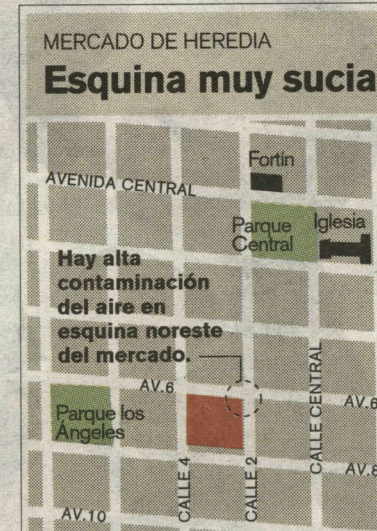 MERCADO DE HEREDIA
Esquina muy sucia
Fortín
AVENIDA CENTRAL
Parque
Central
Iglesia
Hay alta
contaminación
del aire en
esquina noreste
del mercado.
AV.6
AV.6
Parque los
Ángeles
CALLE 4
CALLE 2
CALLE CENTRAL
AV.8
AV.10